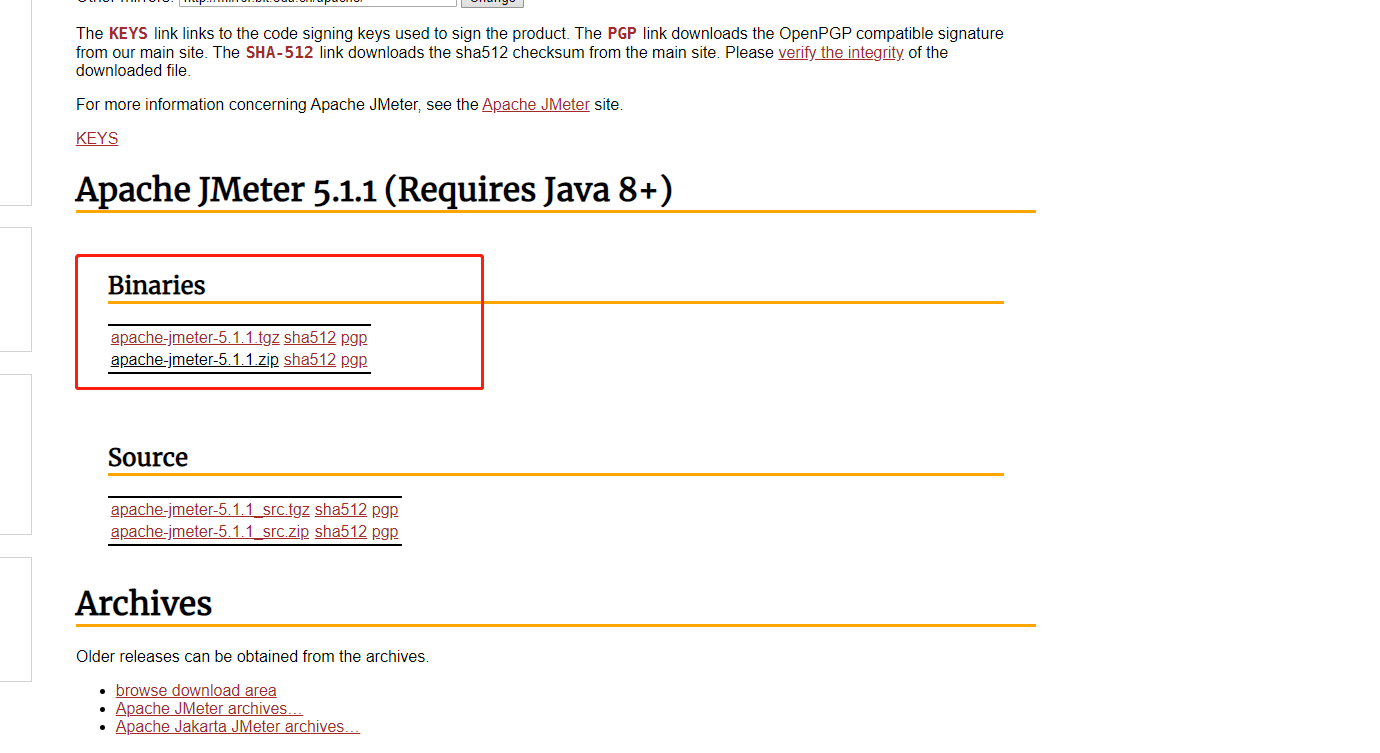 The KEYS link links to the code signing keys used to sign the product. The PGP link downloads the OpenPGP compatible signature
from our main site. The SHA-512 link downloads the sha512 checksum from the main site. Please verify the integrity of the
downloaded file.
For more information concerning Apache JMeter, see the Apache JMeter site.
KEYS
Apache JMeter 5.1.1 (Requires Java 8+)
Binaries
apache-jmeter-5.1.1.tgz sha512 pgp
apache-jmeter-5.1.1.zip sha512 pgp
Source
apache-jmeter-5.1.1_src.tgz sha512 pgp
apache-jmeter-5.1.1_src.zip sha512 pgp
Archives
Older releases can be obtained from the archives.
browse download area
Apache JMeter archives…
Apache Jakarta JMeter archives…